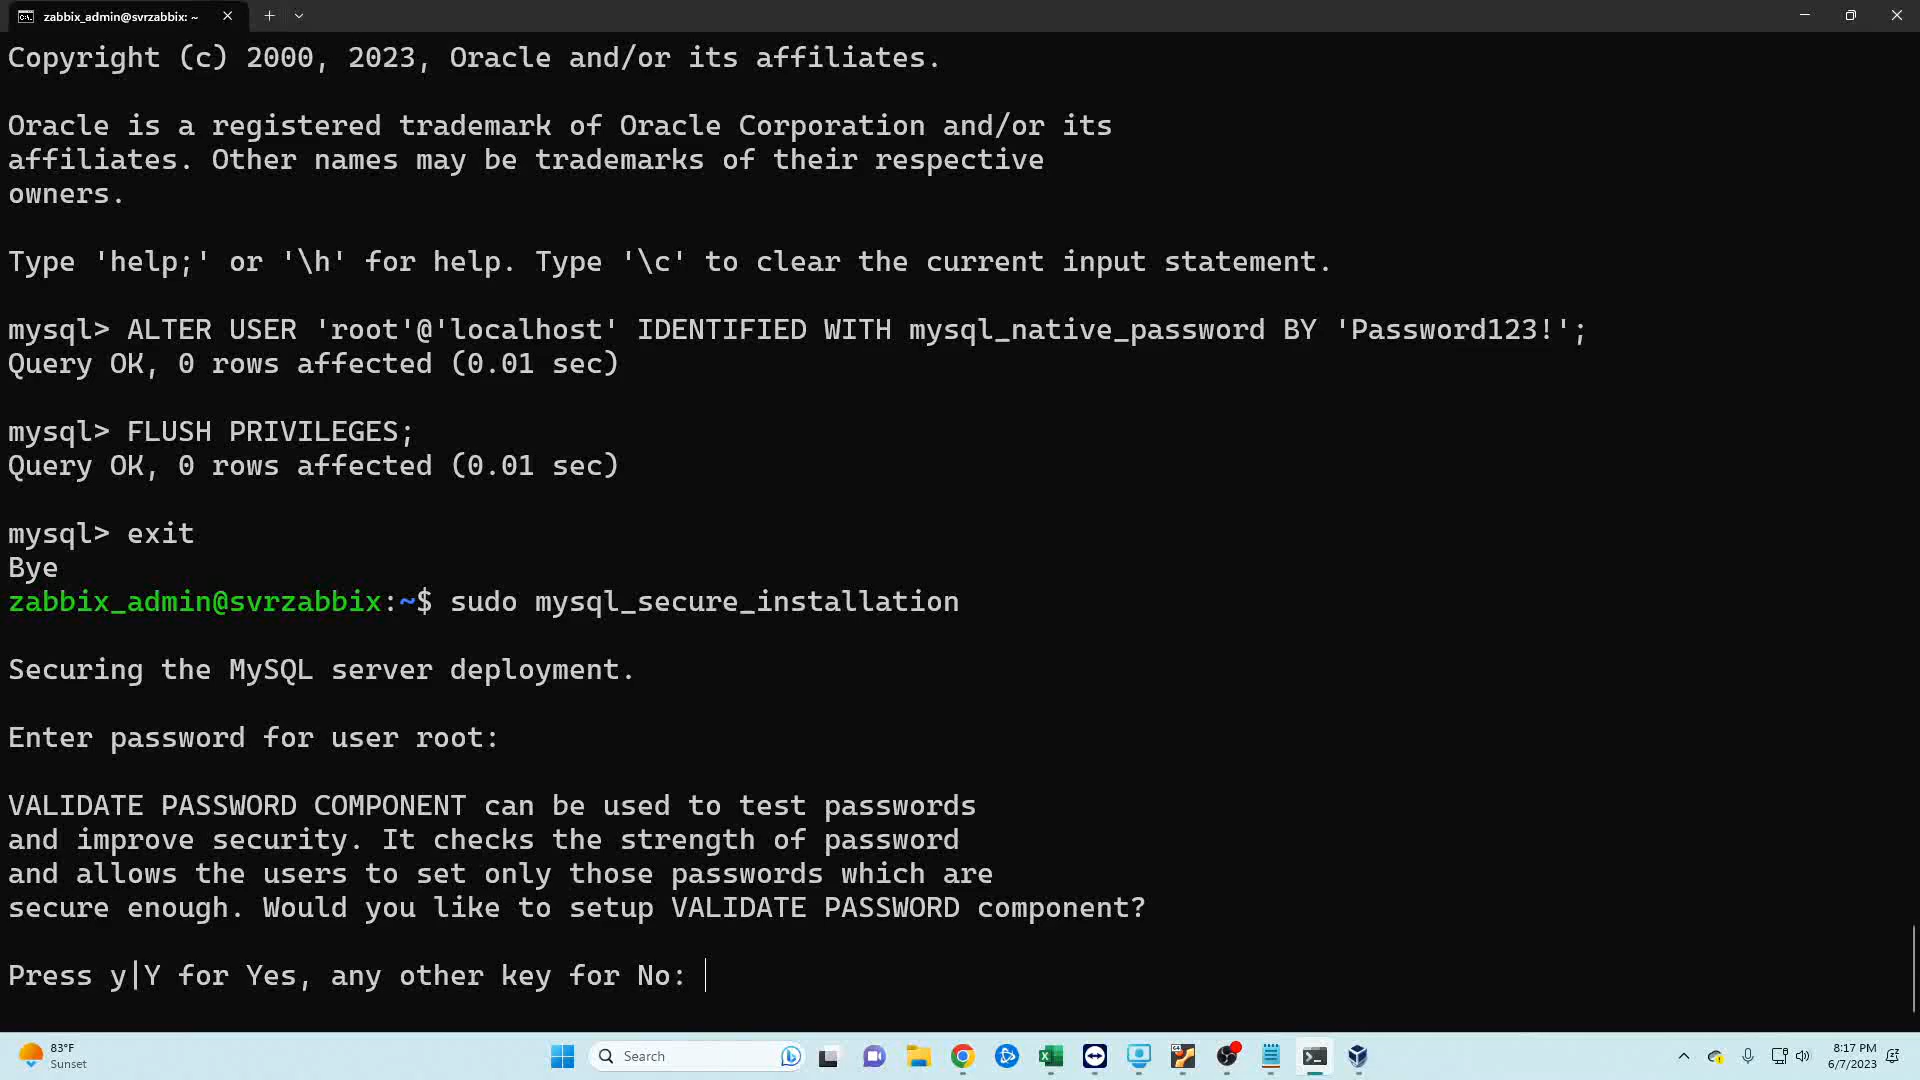 zabbix_admin@svrzabbix: ~
Copyright (c) 2000, 2023, Oracle and/or its affiliates.
Oracle is a registered trademark of Oracle Corporation and/or its
affiliates. Other names may be trademarks of their respective
owners.
Type 'help;' or '\h' for help. Type '\c' to clear the current input statement.
mysql> ALTER USER 'root'@'localhost' IDENTIFIED WITH mysql_native_password BY 'Password123!';
Query OK, 0 rows affected (0.01 sec)
mysql> FLUSH PRIVILEGES;
Query OK, 0 rows affected (0.01 sec)
mysql> exit
Bye
zabbix_admin@svrzabbix:~$ sudo mysql_secure_installation
Securing the MySQL server deployment.
Enter password for user root:
VALIDATE PASSWORD COMPONENT can be used to test passwords
and improve security. It checks the strength of password
and allows the users to set only those passwords which are
secure enough. Would you like to setup VALIDATE PASSWORD component?
Press y|Y for Yes, any other key for No:
83°F
Sunset
Search
8:17 PM
6/7/2023